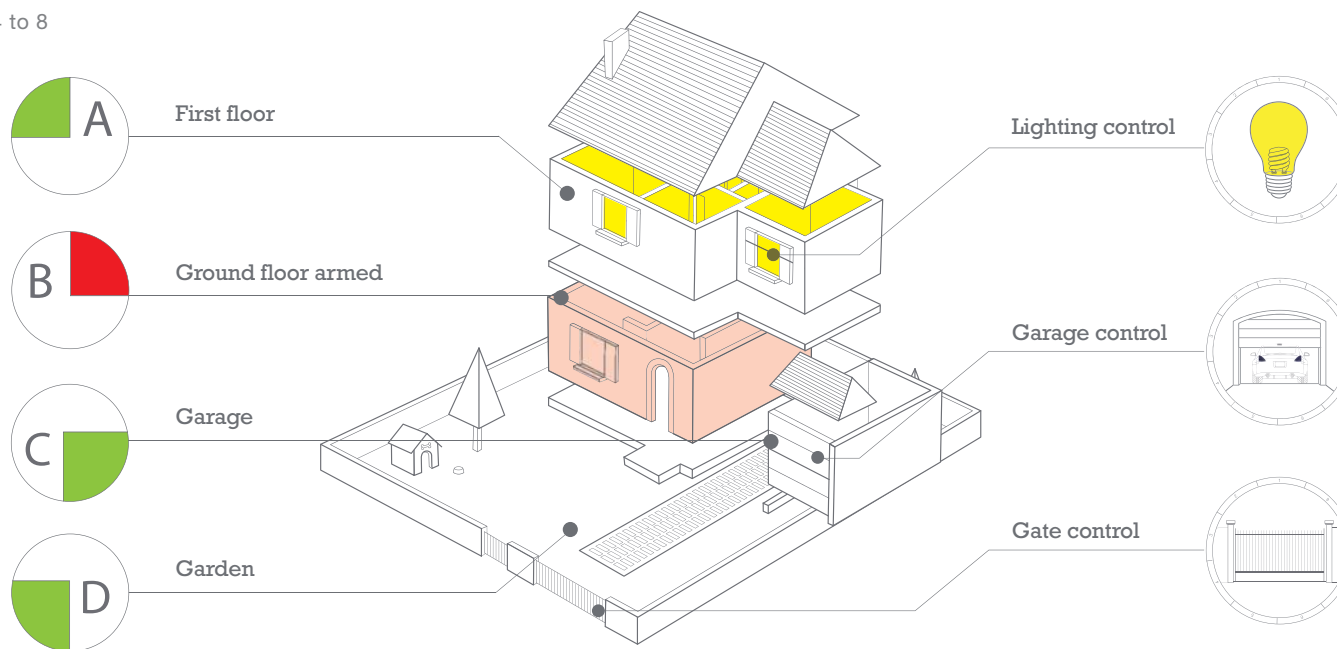 to 8
A
First floor
Lighting control
B
Ground floor armed
Garage control
C
Garage
Gate control
D
Garden